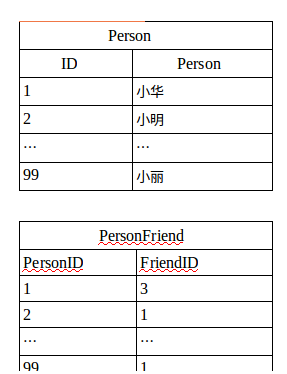 Person
ID Person
1 小华
2 小明
... ...
99 小丽
PersonFriend
PersonID FriendID
1 3
2 1
... ...
99 1